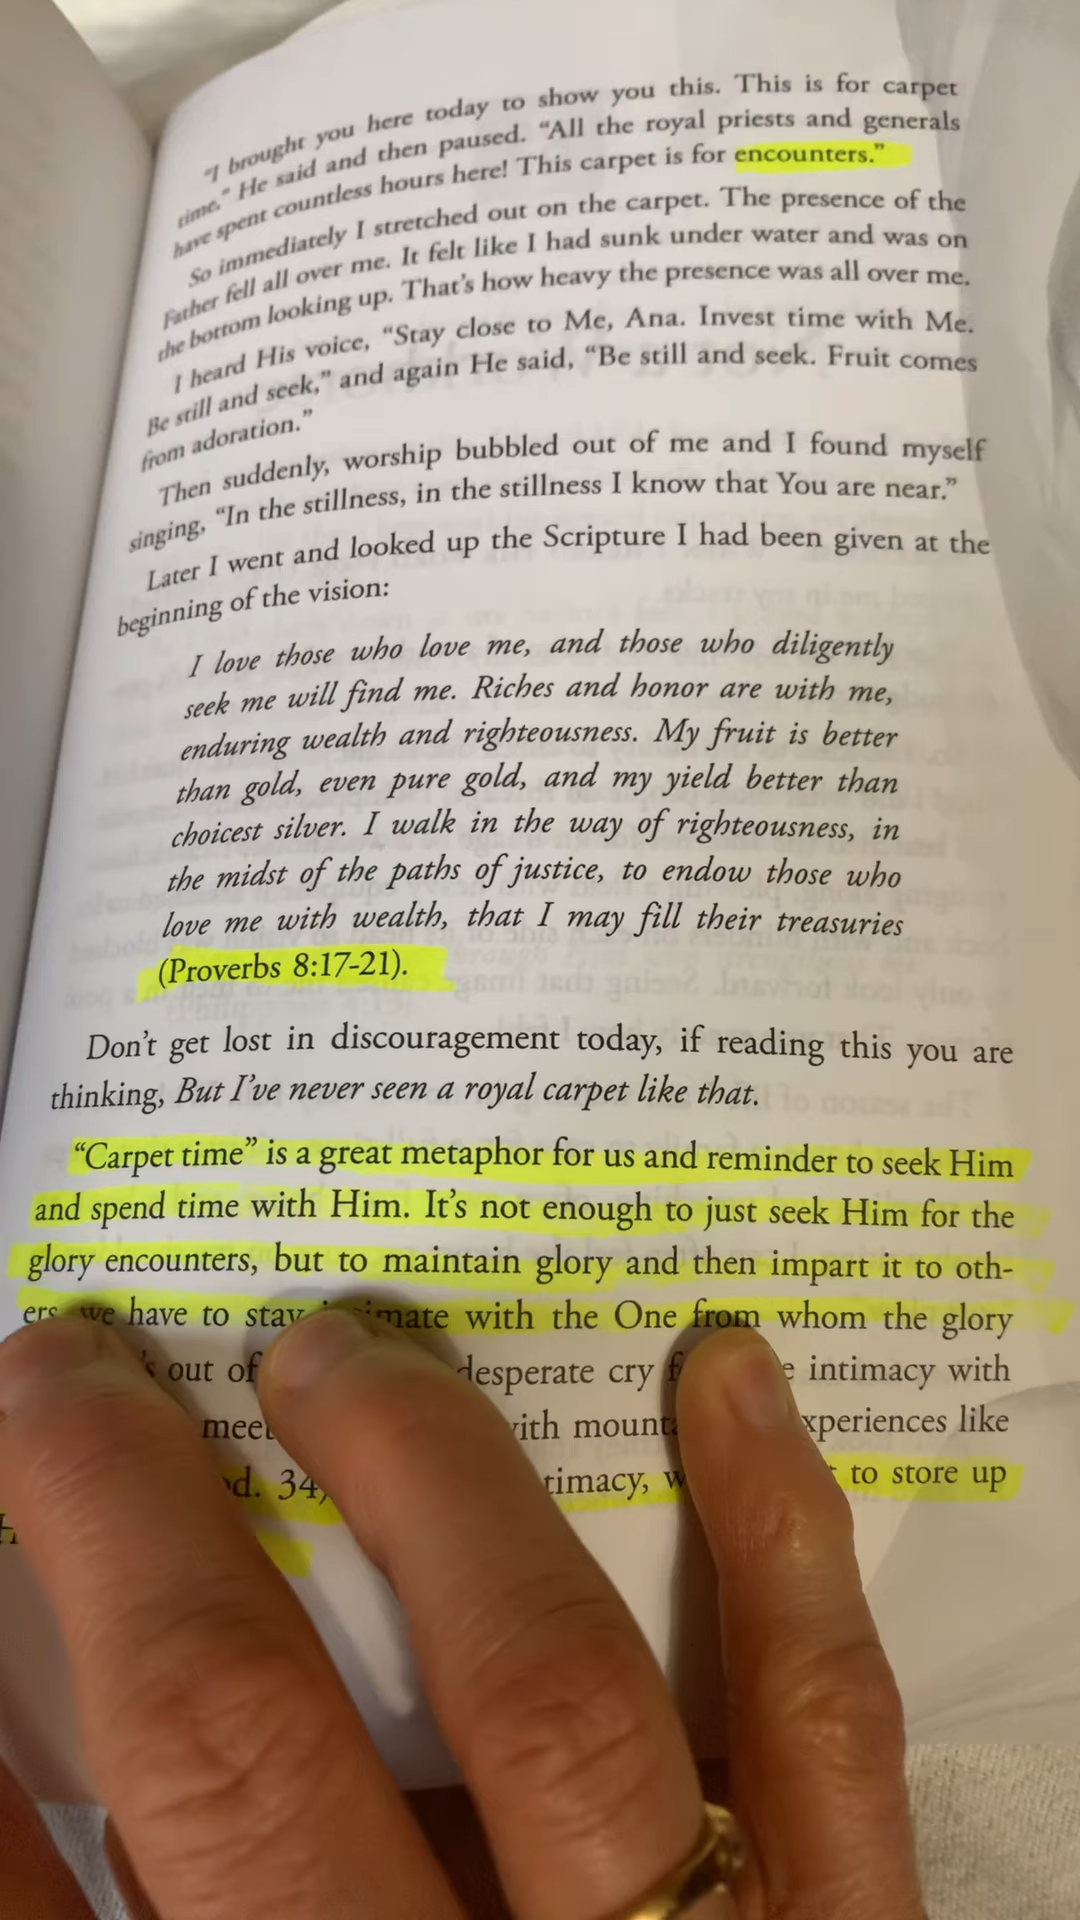 "I brought you here today to show you this. This is for carpet
time," He said and then paused. "All the royal priests and generals
have spent countless hours here! This carpet is for encounters."
So immediately I stretched out on the carpet. The presence of the
Father fell all over me. It felt like I had sunk under water and was on
the bottom looking up. That's how heavy the presence was all over me.
I heard His voice, "Stay close to Me, Ana. Invest time with Me.
Be still and seek," and again He said, "Be still and seek. Fruit comes
from adoration."
Then suddenly, worship bubbled out of me and I found myself
singing, "In the stillness, in the stillness I know that You are near."
Later I went and looked up the Scripture I had been given at the
beginning of the vision:
I love those who love me, and those who diligently
seek me will find me. Riches and honor are with me,
enduring wealth and righteousness. My fruit is better
than gold, even pure gold, and my yield better than
choicest silver. I walk in the way of righteousness, in
the midst of the paths of justice, to endow those who
love me with wealth, that I may fill their treasuries
(Proverbs 8:17-21).
Don't get lost in discouragement today, if reading this you are
thinking, But I've never seen a royal carpet like that.
"Carpet time" is a great metaphor for us and reminder to seek Him
and spend time with Him. It's not enough to just seek Him for the
glory encounters, but to maintain glory and then impart it to oth-
ers, we have to stay intimate with the One from whom the glory
out of desperate cry intimacy with
like
34, to store up